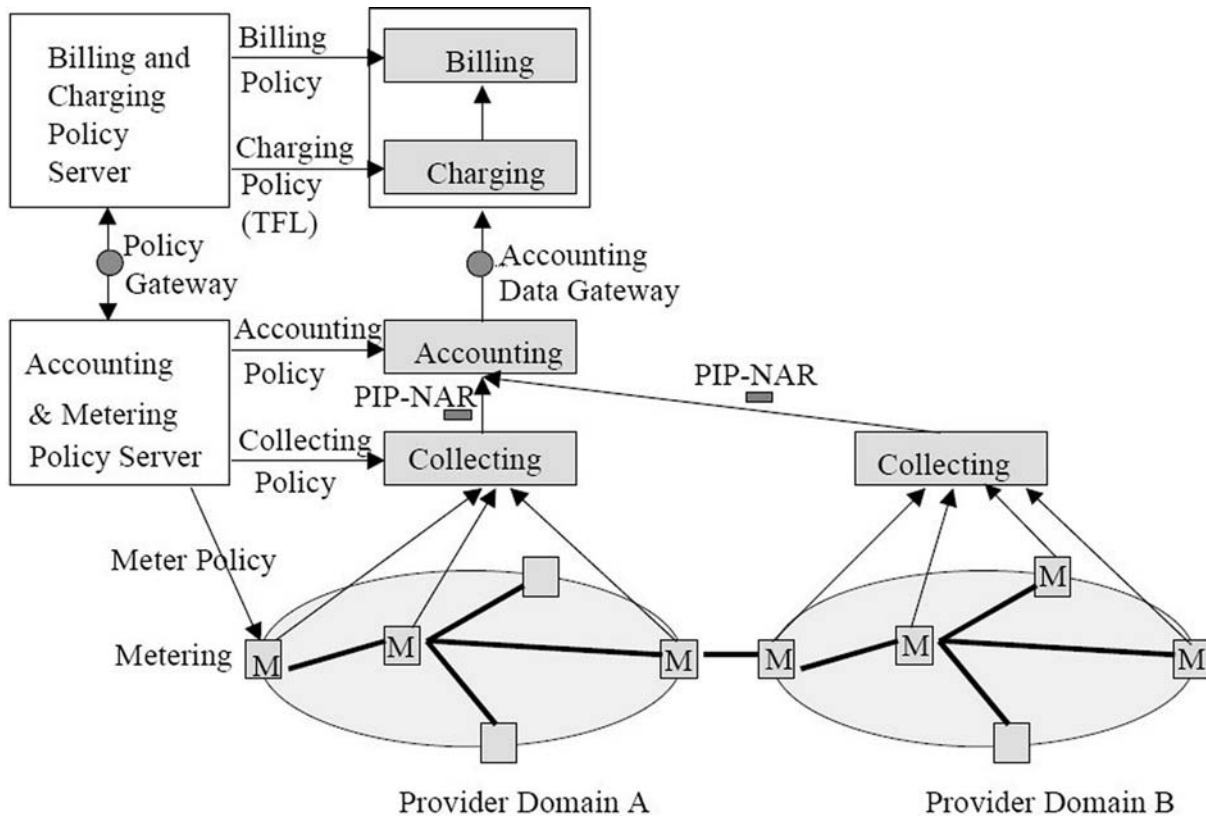 Billing and
Charging
Policy
Server
Billing
Policy
Charging
Policy
(TFL)
Billing
Charging
Policy
Gateway
Accounting
Data Gateway
Accounting
& Metering
Policy Server
Accounting
Policy
Accounting
PIP-NAR
PIP-NAR
Collecting
Policy
Collecting
Collecting
Meter Policy
Metering
M
M
M
M
M
M
M
Provider Domain A
Provider Domain B